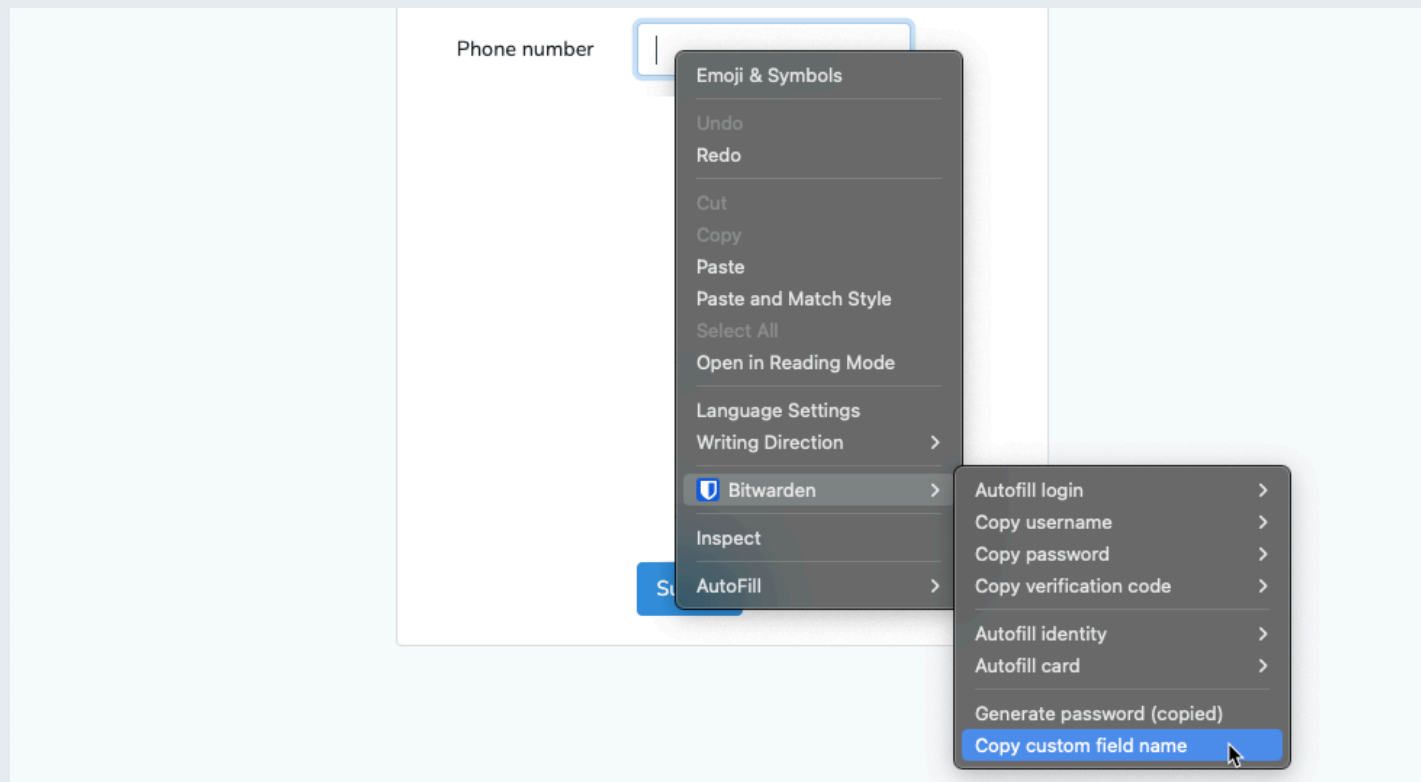 Phone number
Emoji & Symbols
Undo
Redo
Cut
Copy
Paste
Paste and Match Style
Select All
Open in Reading Mode
Language Settings
Writing Direction
Bitwarden
Inspect
AutoFill
Autofill login
Copy username
Copy password
Copy verification code
Autofill identity
Autofill card
Generate password (copied)
Copy custom field name